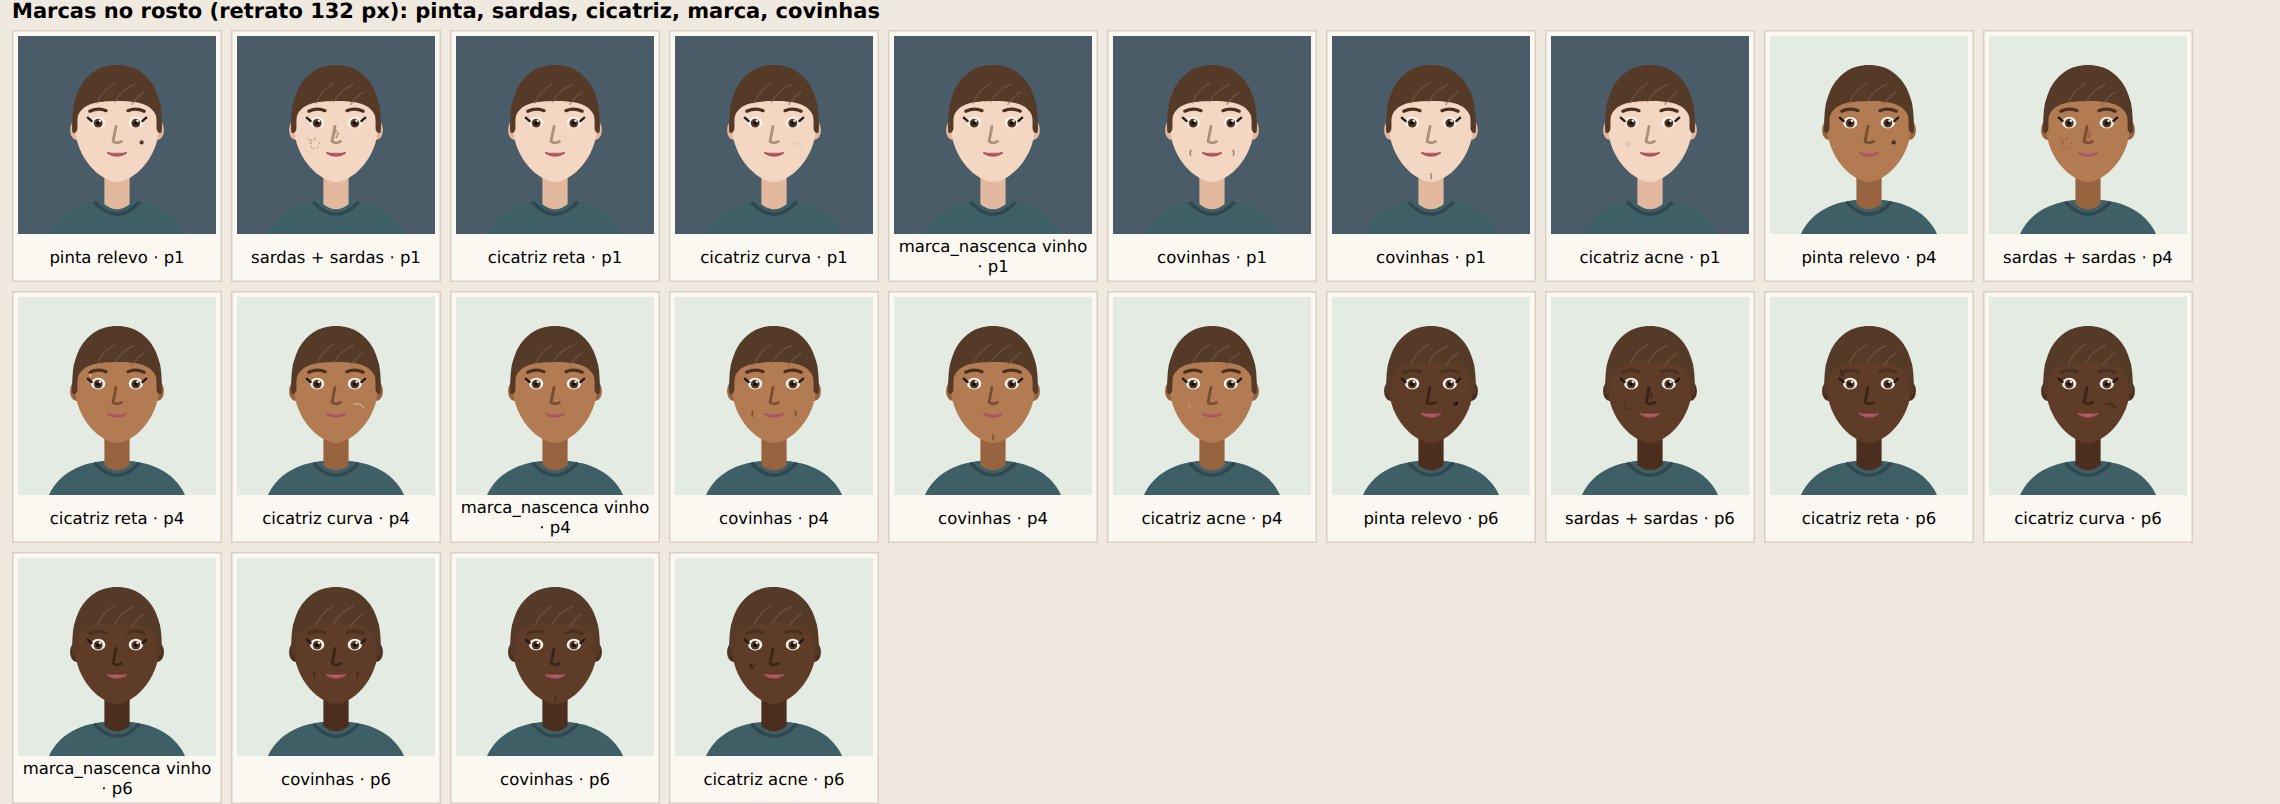 Marcas no rosto (retrato 132 px): pinta, sardas, cicatriz, marca, covinhas
pinta relevo · p1
sardas + sardas · p1
cicatriz reta · p1
cicatriz curva · p1
marca_nascenca vinho
· p1
covinhas · p1
covinhas · p1
cicatriz acne · p1
pinta relevo · p4
sardas + sardas · p4
cicatriz reta · p4
cicatriz curva · p4
marca_nascenca vinho
· p4
covinhas · p4
covinhas · p4
cicatriz acne · p4
pinta relevo · p6
sardas + sardas · p6
cicatriz reta · p6
cicatriz curva · p6
marca_nascenca vinho
· p6
covinhas · p6
covinhas · p6
cicatriz acne · p6